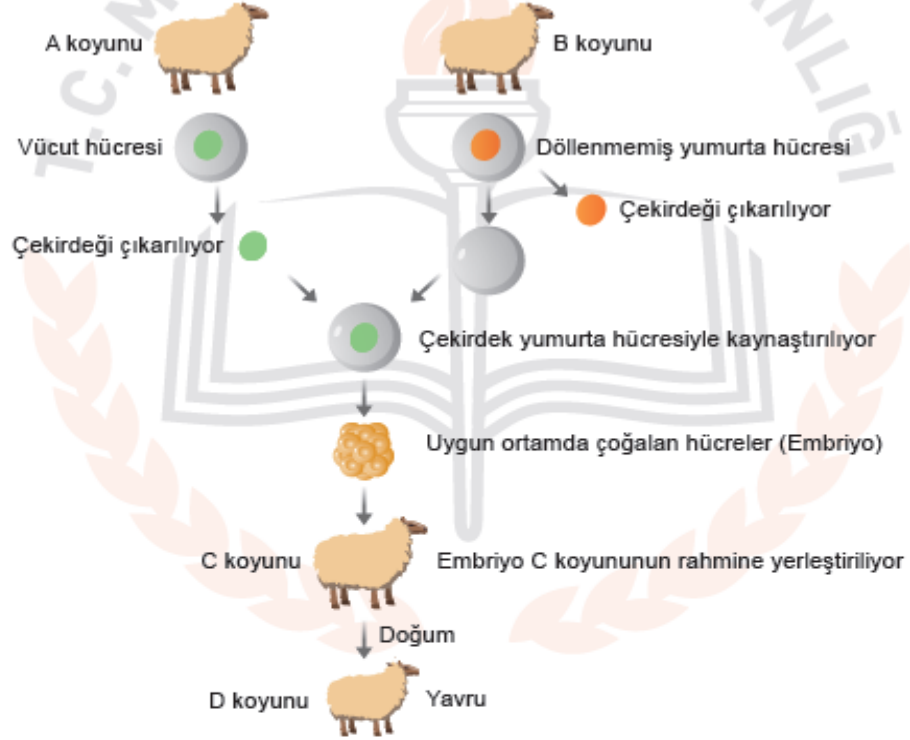 T.C. M
ANLIĞI
A koyunu
B koyunu
Vücut hücresi
Döllenmemiş yumurta hücresi
Çekirdeği çıkarılıyor
Çekirdeği çıkarılıyor
Çekirdek yumurta hücresiyle kaynaştırılıyor
Uygun ortamda çoğalan hücreler (Embriyo)
C koyunu
Embriyo C koyununun rahmine yerleştiriliyor
Doğum
D koyunu
Yavru